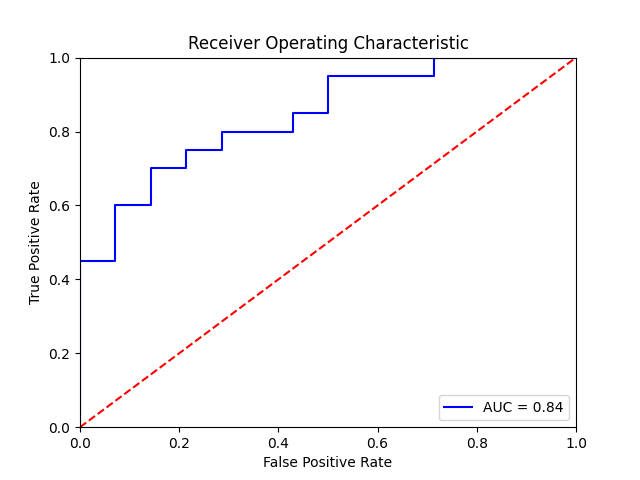 Receiver Operating Characteristic
1.0
0.8
0.6
0.4
0.2
0.0
True Positive Rate
AUC = 0.84
0.0 0.2 0.4 0.6 0.8 1.0
False Positive Rate